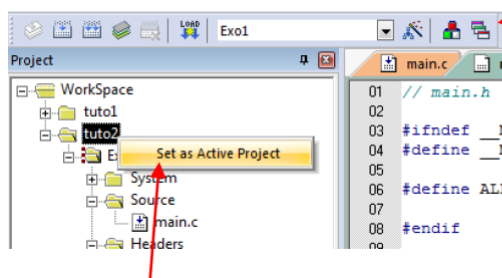 LOAD
Exo1
Project
main.c
WorkSpace
tuto1
tuto2
Set as Active Project
System
Source
main.c
Headers
01 // main.h
02
03 #ifndef
04 #define
05
06 #define
07
08 #endif
09